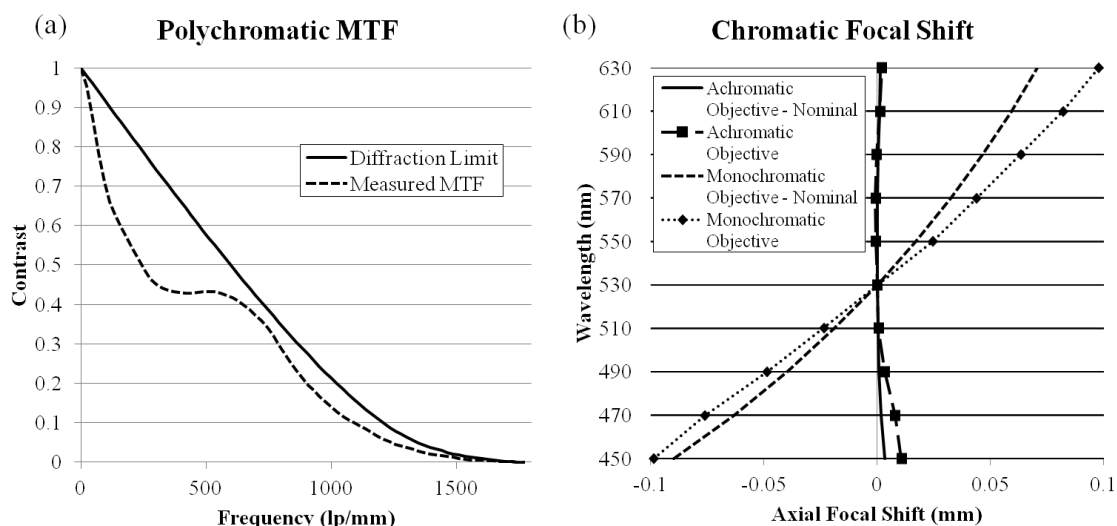 (a)
Polychromatic MTF
1
0.9
0.8
0.7
0.6
0.5
0.4
0.3
0.2
0.1
0
Contrast
Diffraction Limit
Measured MTF
0 500 1000 1500
Frequency (lp/mm)
(b)
Chromatic Focal Shift
630
610
590
570
550
530
510
490
470
450
Wavelength (nm)
Achromatic
Objective - Nominal
Achromatic
Objective
Monochromatic
Objective - Nominal
Monochromatic
Objective
-0.1 -0.05 0 0.05 0.1
Axial Focal Shift (mm)